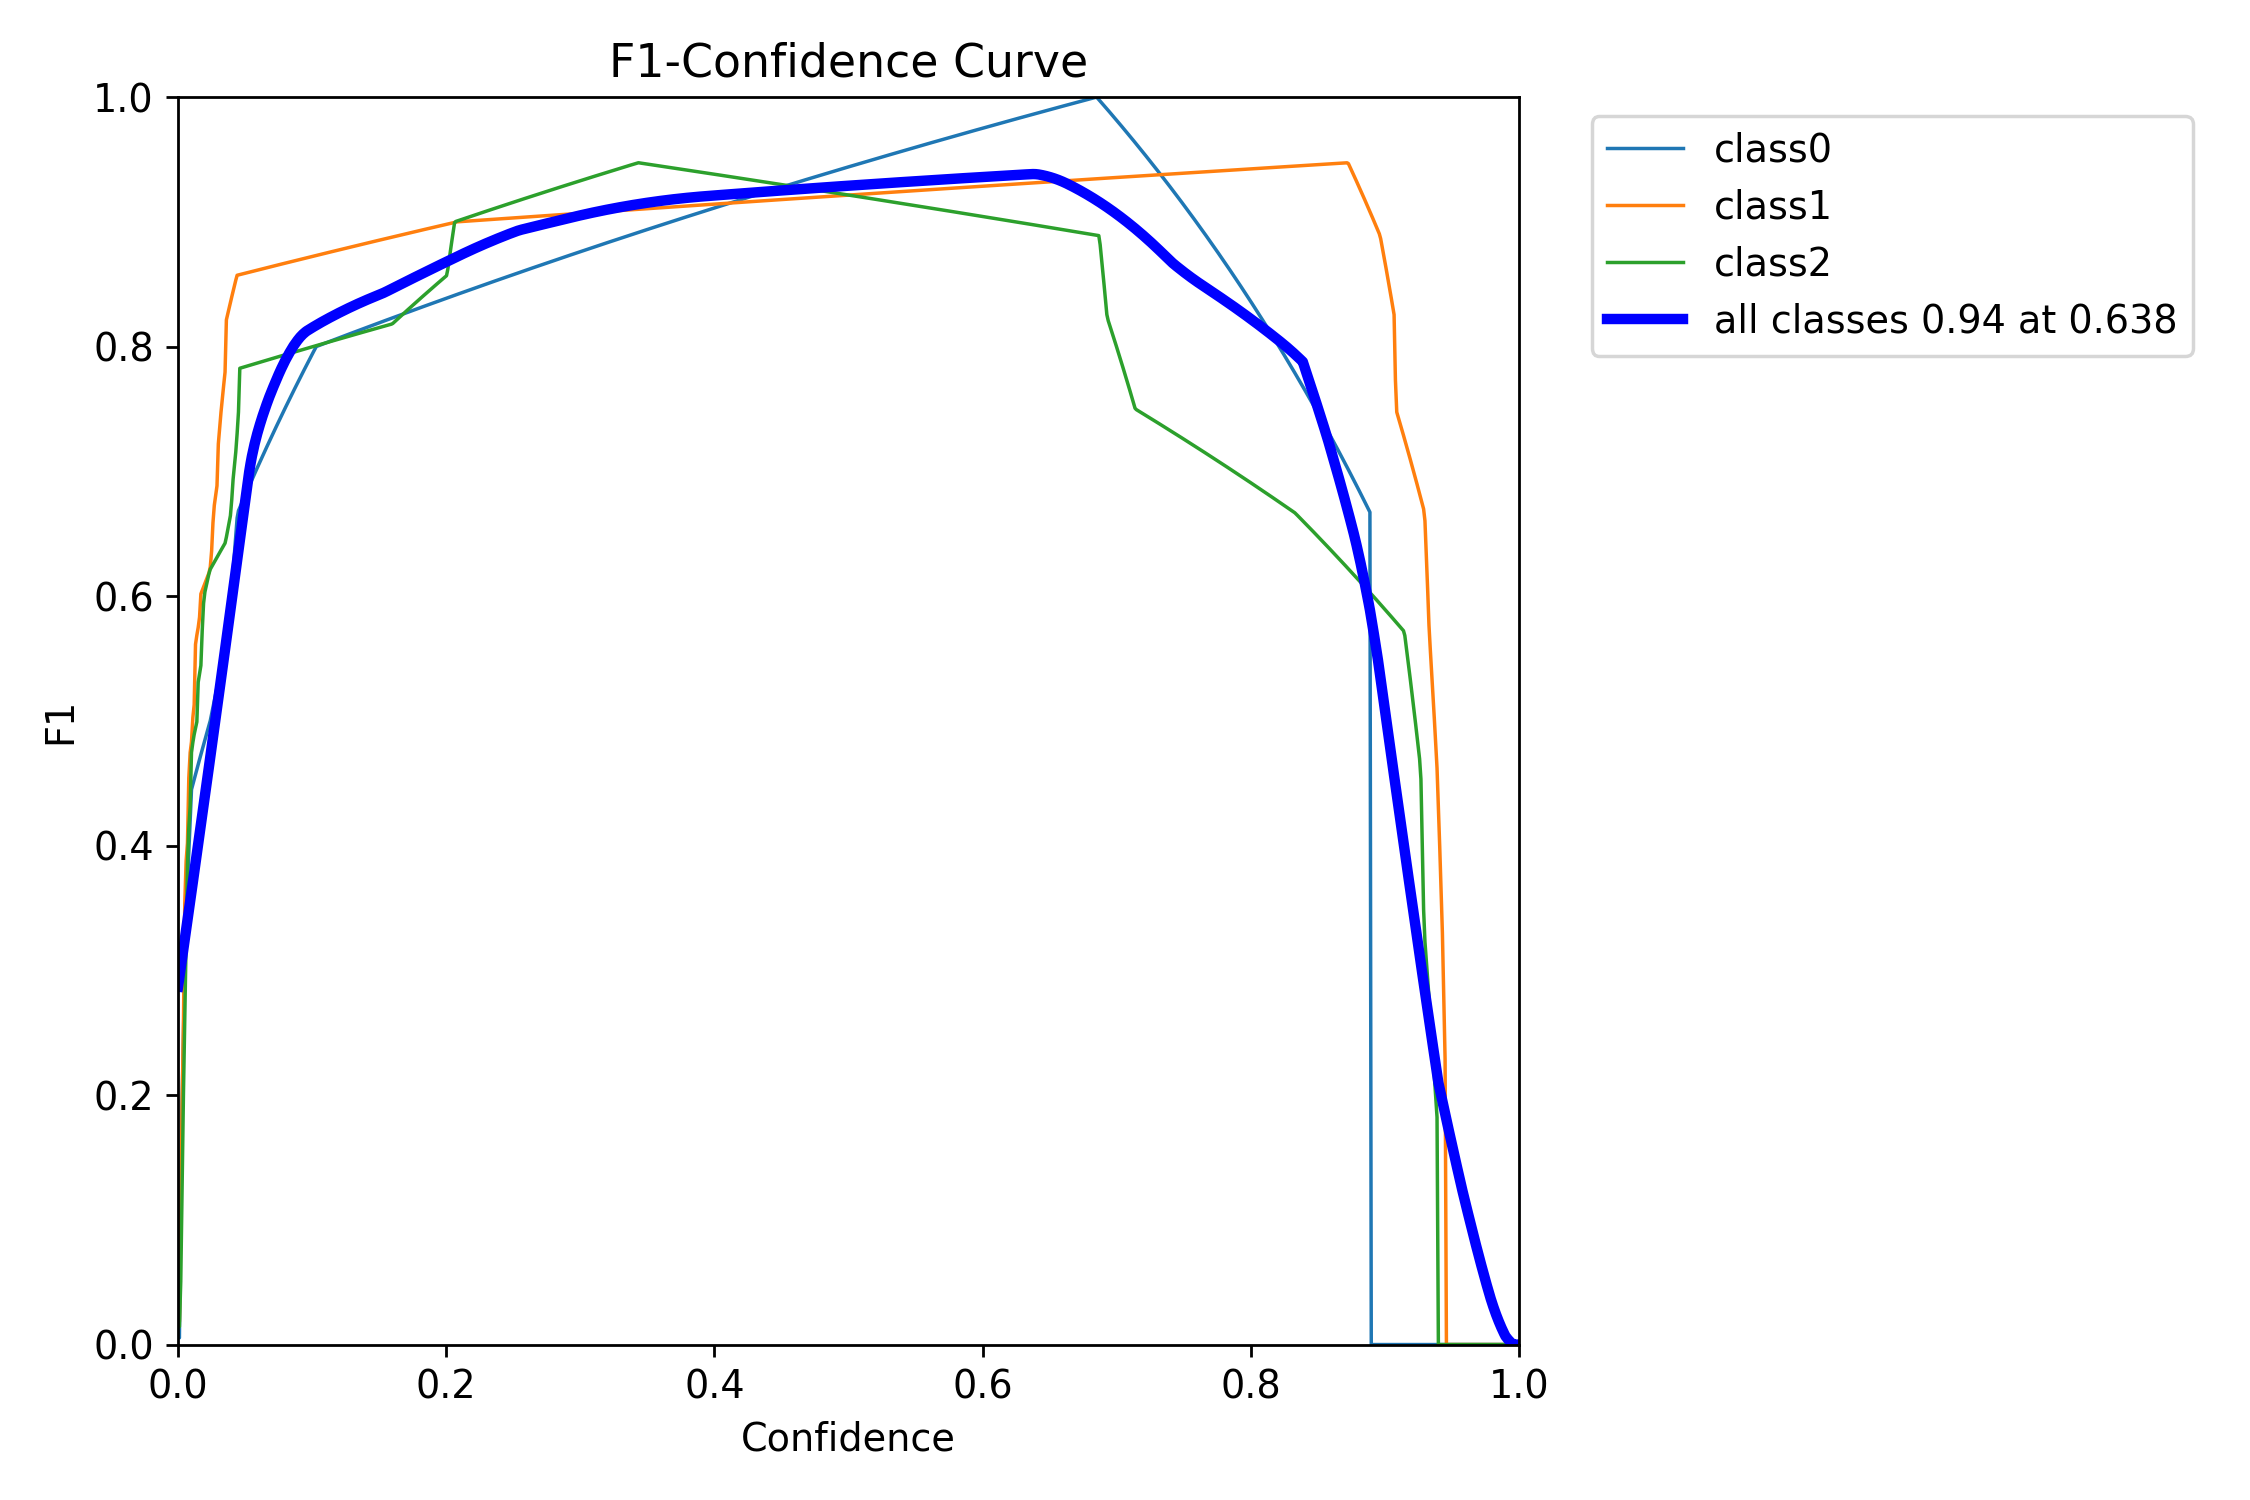 F1-Confidence Curve
1.0
0.8
0.6
0.4
0.2
0.0
F1
0.0 0.2 0.4 0.6 0.8 1.0
Confidence
class0
class1
class2
all classes 0.94 at 0.638